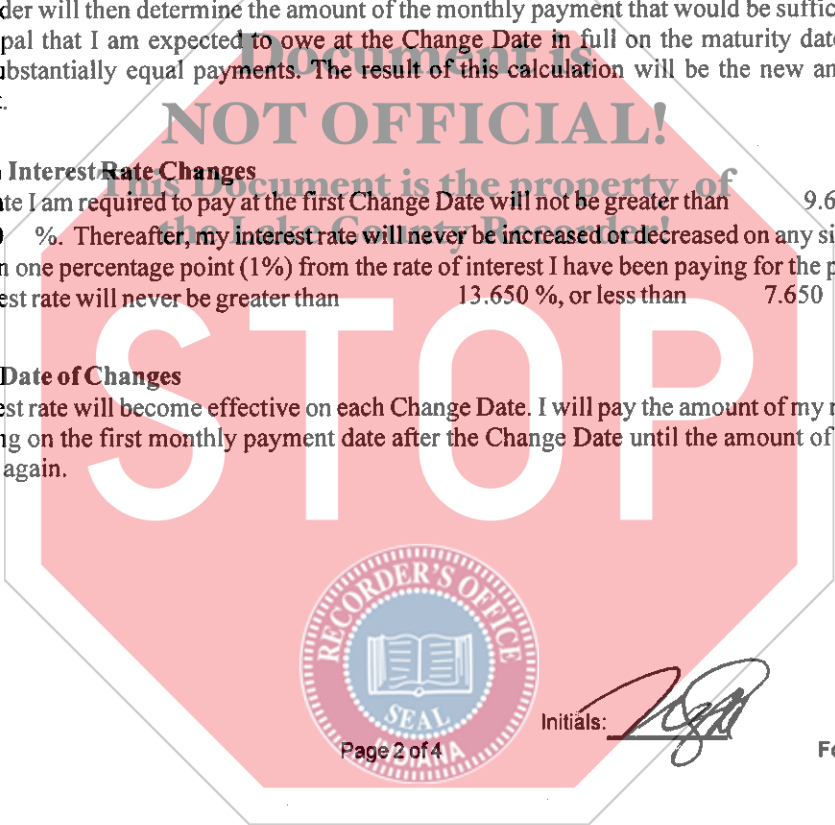 der will then determine the amount of the monthly payment that would be suffic
pal that I am expected to owe at the Change Date in full on the maturity dat
ubstantially equal payments. The result of this calculation will be the new an
Document is
NOT OFFICIAL!
This Document is the property of
the Lake County Recorder!
Interest Rate Changes
te I am required to pay at the first Change Date will not be greater than 9.6
%. Thereafter, my interest rate will never be increased or decreased on any si
n one percentage point (1%) from the rate of interest I have been paying for the p
est rate will never be greater than 13.650 %, or less than 7.650
STOP
Date of Changes
est rate will become effective on each Change Date. I will pay the amount of my
ng on the first monthly payment date after the Change Date until the amount of
again.
RECORDER'S OFFICE
SEAL
INDIANA
Initials:
Page 2 of 4